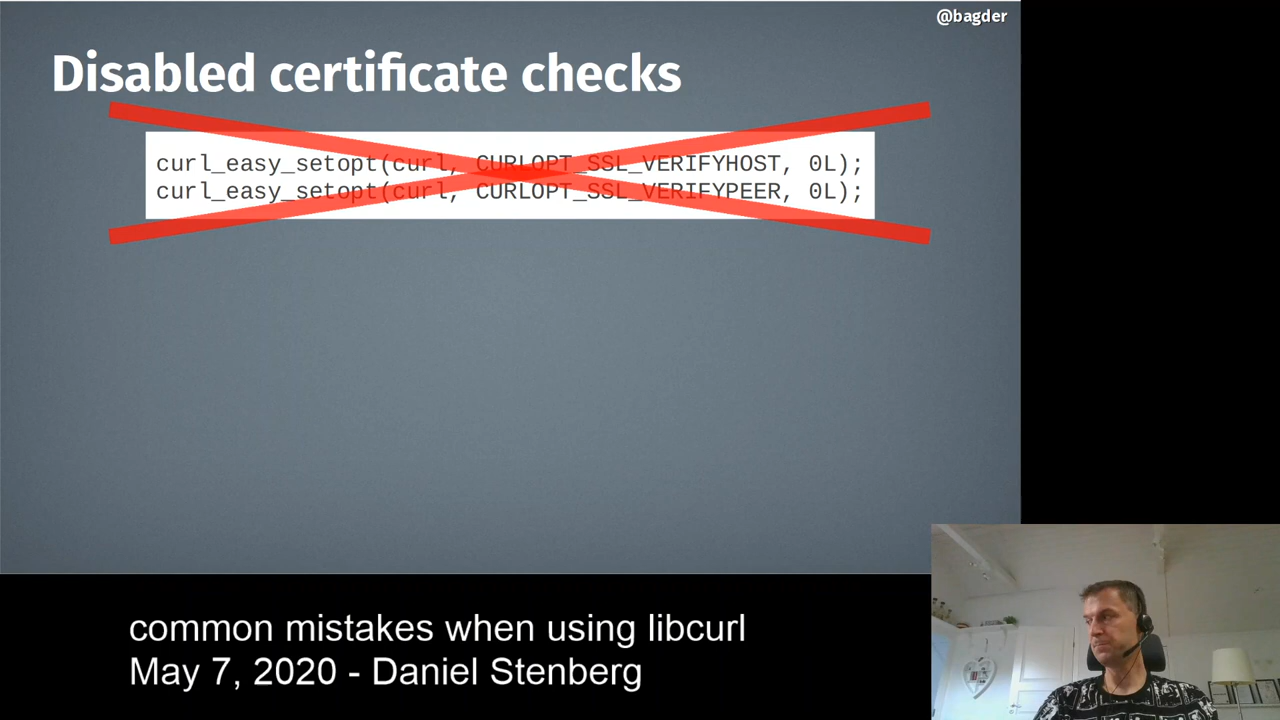 @bagder
Disabled certificate checks
curl_easy_setopt(curl, CURLOPT_SSL_VERIFYHOST, 0L);
curl_easy_setopt(curl, CURLOPT_SSL_VERIFYPEER, 0L);
common mistakes when using libcurl
May 7, 2020 - Daniel Stenberg